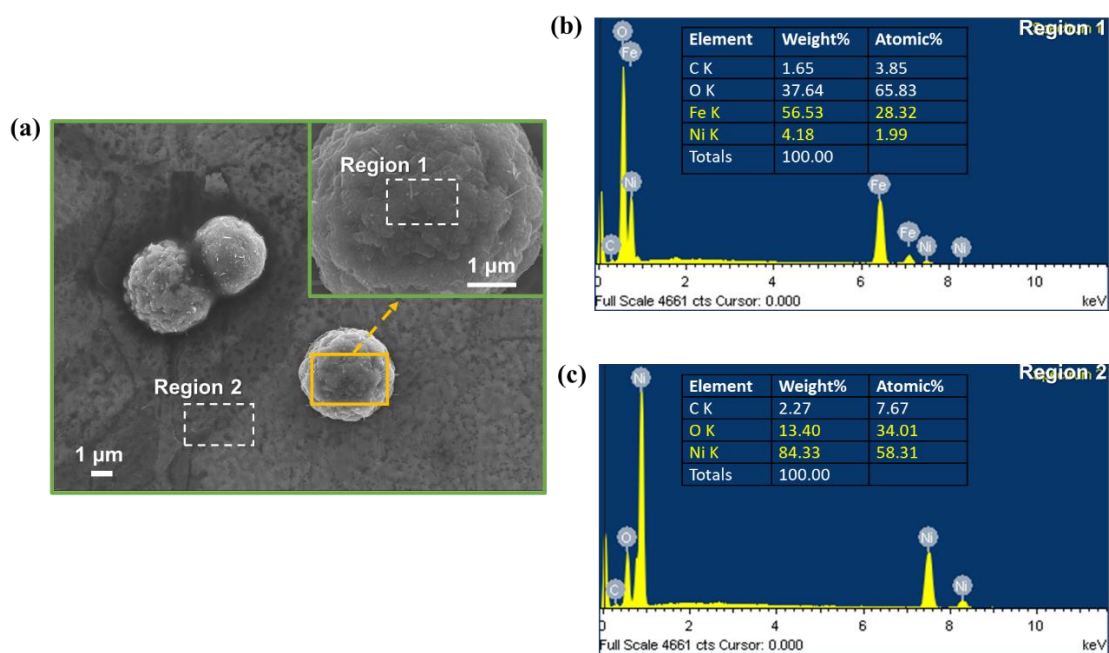 (a)
Region 1
1 µm
Region 2
1 µm
(b)
Region 1
Element Weight% Atomic%
C K 1.65 3.85
O K 37.64 65.83
Fe K 56.53 28.32
Ni K 4.18 1.99
Totals 100.00
O
Fe
Ni
C
Fe
Fe
Ni
Ni
0 2 4 6 8 10
Full Scale 4661 cts Cursor: 0.000 keV
(c)
Region 2
Element Weight% Atomic%
C K 2.27 7.67
O K 13.40 34.01
Ni K 84.33 58.31
Totals 100.00
Ni
O
C
Ni
Ni
0 2 4 6 8 10
Full Scale 4661 cts Cursor: 0.000 keV